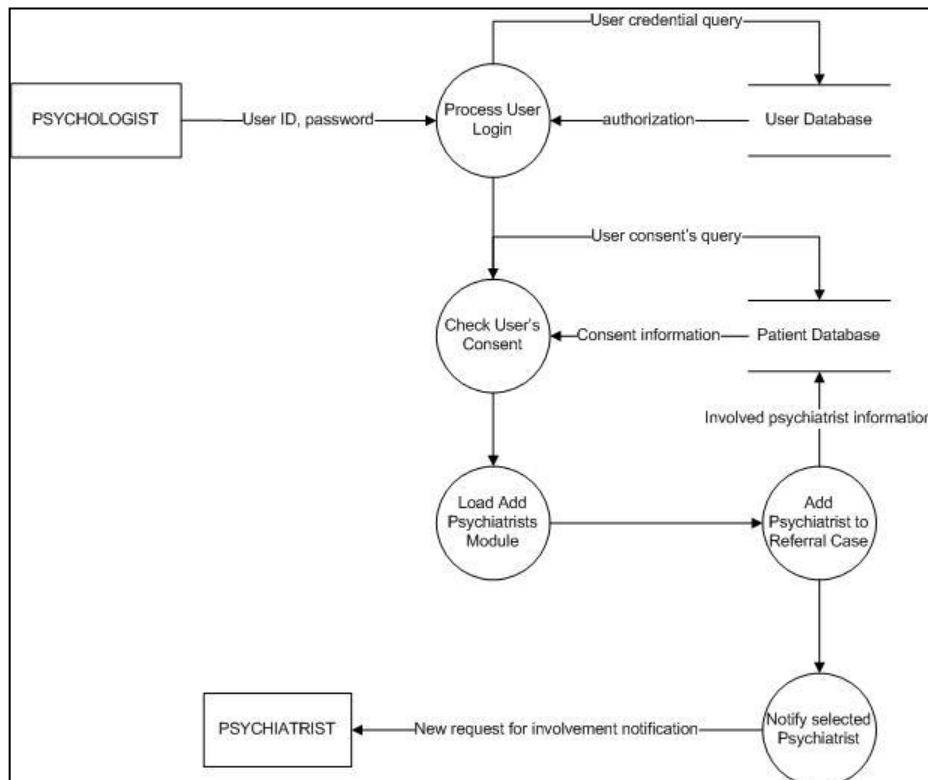 User credential query
PSYCHOLOGIST
User ID, password
Process User
Login
authorization
User Database
User consent's query
Check User's
Consent
Consent information
Patient Database
Involved psychiatrist information
Load Add
Psychiatrists
Module
Add
Psychiatrist to
Referral Case
PSYCHIATRIST
New request for involvement notification
Notify selected
Psychiatrist